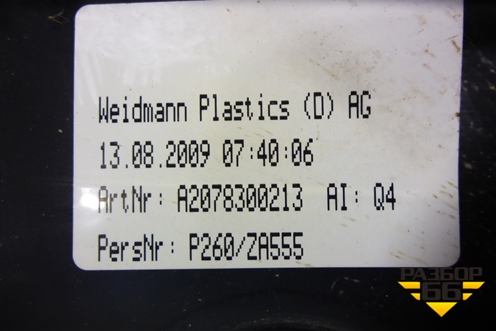 Weidmann Plastics (D) AG
13.08.2009 07:40:06
ArtNr: A2078300213 AI: Q4
PersNr: P260/ZA555
РАЗБОР
66